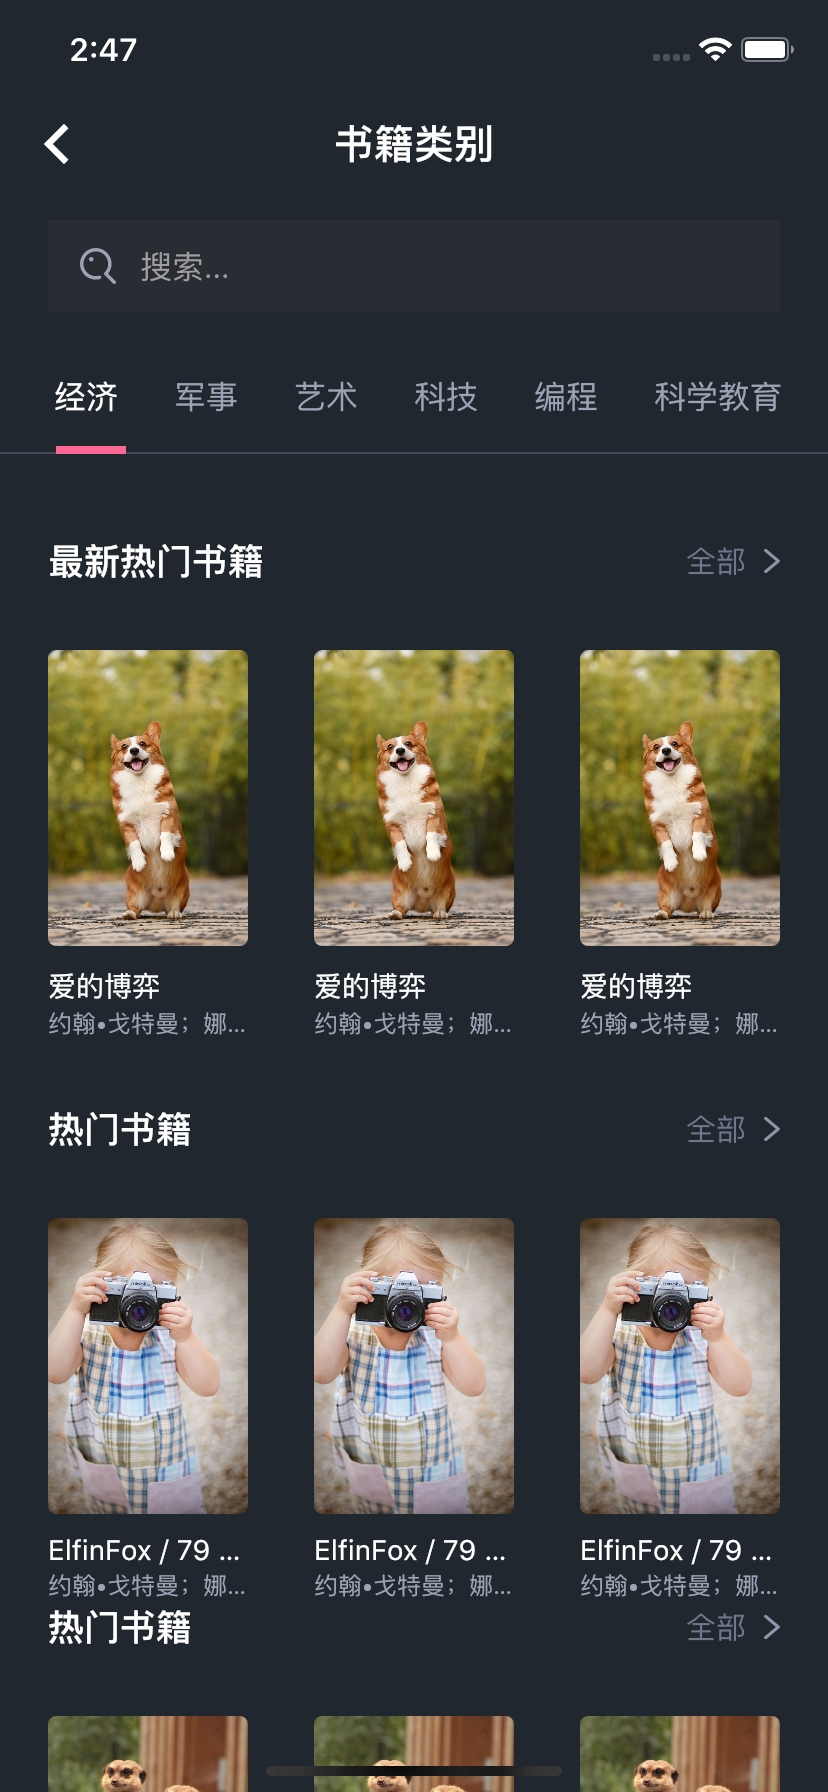 2:47
书籍类别
搜索...
经济 军事 艺术 科技 编程 科学教育
最新热门书籍 全部
爱的博弈 爱的博弈 爱的博弈
约翰•戈特曼；娜... 约翰•戈特曼；娜... 约翰•戈特曼；娜...
热门书籍 全部
ElfinFox / 79 ... ElfinFox / 79 ... ElfinFox / 79 ...
约翰•戈特曼；娜... 约翰•戈特曼；娜... 约翰•戈特曼；娜...
热门书籍 全部